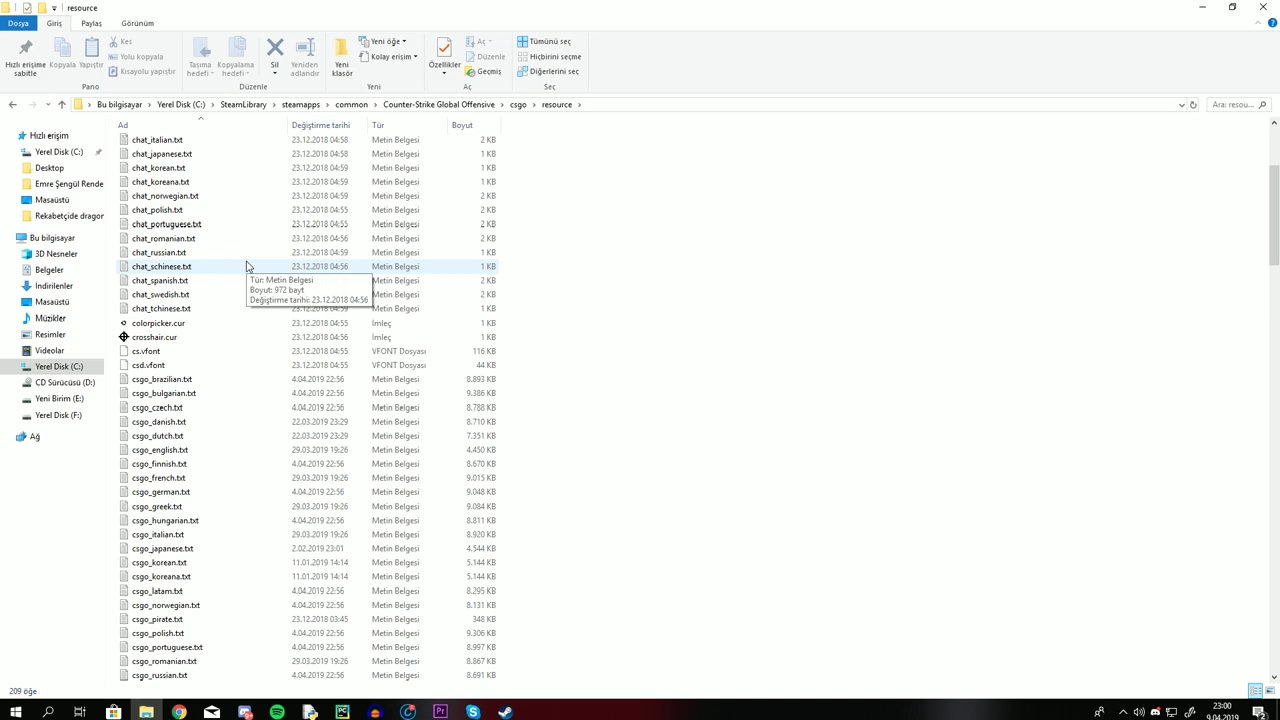 resource
Dosya Giriş Paylaş Görünüm
Hızlı erişime sabitle
Kopyala
Yapıştır
Kes
Yolu kopyala
Kısayolu yapıştır
Pano
Taşıma hedefi
Kopyalama hedefi
Sil
Yeniden adlandır
Düzenle
Yeni klasör
Yeni öğe
Kolay erişim
Yeni
Özellikler
Aç
Düzenle
Geçmiş
Aç
Tümünü seç
Hiçbirini seçme
Diğerlerini seç
Seç
Bu bilgisayar Yerel Disk (C:) SteamLibrary steamapps common Counter-Strike Global Offensive csgo resource
Ara: resou...
Hızlı erişim
Yerel Disk (C:)
Desktop
Emre Şengül Rende
Masaüstü
Rekabetçide dragor
Bu bilgisayar
3D Nesneler
Belgeler
İndirilenler
Masaüstü
Müzikler
Resimler
Videolar
Yerel Disk (C:)
CD Sürücüsü (D:)
Yeni Birim (E:)
Yerel Disk (F:)
Ağ
Ad Değiştirme tarihi Tür Boyut
chat_italian.txt 23.12.2018 04:58 Metin Belgesi 2 KB
chat_japanese.txt 23.12.2018 04:58 Metin Belgesi 1 KB
chat_korean.txt 23.12.2018 04:59 Metin Belgesi 1 KB
chat_koreana.txt 23.12.2018 04:59 Metin Belgesi 1 KB
chat_norwegian.txt 23.12.2018 04:59 Metin Belgesi 2 KB
chat_polish.txt 23.12.2018 04:55 Metin Belgesi 2 KB
chat_portuguese.txt 23.12.2018 04:55 Metin Belgesi 2 KB
chat_romanian.txt 23.12.2018 04:56 Metin Belgesi 2 KB
chat_russian.txt 23.12.2018 04:59 Metin Belgesi 1 KB
chat_schinese.txt 23.12.2018 04:56 Metin Belgesi 1 KB
chat_spanish.txt Metin Belgesi 2 KB
chat_swedish.txt Metin Belgesi 2 KB
chat_tchinese.txt 23.12.2018 04:59 Metin Belgesi 1 KB
Tür: Metin Belgesi
Boyut: 972 bayt
Değiştirme tarihi: 23.12.2018 04:56
colorpicker.cur 23.12.2018 04:55 İmleç 1 KB
crosshair.cur 23.12.2018 04:56 İmleç 1 KB
cs.vfont 23.12.2018 04:55 VFONT Dosyası 116 KB
csd.vfont 23.12.2018 04:55 VFONT Dosyası 44 KB
csgo_brazilian.txt 4.04.2019 22:56 Metin Belgesi 8.893 KB
csgo_bulgarian.txt 4.04.2019 22:56 Metin Belgesi 9.386 KB
csgo_czech.txt 4.04.2019 22:56 Metin Belgesi 8.788 KB
csgo_danish.txt 22.03.2019 23:29 Metin Belgesi 8.710 KB
csgo_dutch.txt 22.03.2019 23:29 Metin Belgesi 7.351 KB
csgo_english.txt 29.03.2019 19:26 Metin Belgesi 4.450 KB
csgo_finnish.txt 4.04.2019 22:56 Metin Belgesi 8.670 KB
csgo_french.txt 29.03.2019 19:26 Metin Belgesi 9.015 KB
csgo_german.txt 4.04.2019 22:56 Metin Belgesi 9.048 KB
csgo_greek.txt 29.03.2019 19:26 Metin Belgesi 9.084 KB
csgo_hungarian.txt 4.04.2019 22:56 Metin Belgesi 8.811 KB
csgo_italian.txt 29.03.2019 19:26 Metin Belgesi 8.920 KB
csgo_japanese.txt 2.02.2019 23:01 Metin Belgesi 4.544 KB
csgo_korean.txt 11.01.2019 14:14 Metin Belgesi 5.144 KB
csgo_koreana.txt 11.01.2019 14:14 Metin Belgesi 5.144 KB
csgo_latam.txt 4.04.2019 22:56 Metin Belgesi 8.295 KB
csgo_norwegian.txt 4.04.2019 22:56 Metin Belgesi 8.131 KB
csgo_pirate.txt 23.12.2018 03:45 Metin Belgesi 348 KB
csgo_polish.txt 4.04.2019 22:56 Metin Belgesi 9.306 KB
csgo_portuguese.txt 4.04.2019 22:56 Metin Belgesi 8.997 KB
csgo_romanian.txt 29.03.2019 19:26 Metin Belgesi 8.867 KB
csgo_russian.txt 4.04.2019 22:56 Metin Belgesi 8.691 KB
209 öğe
23:00
9.04.2019